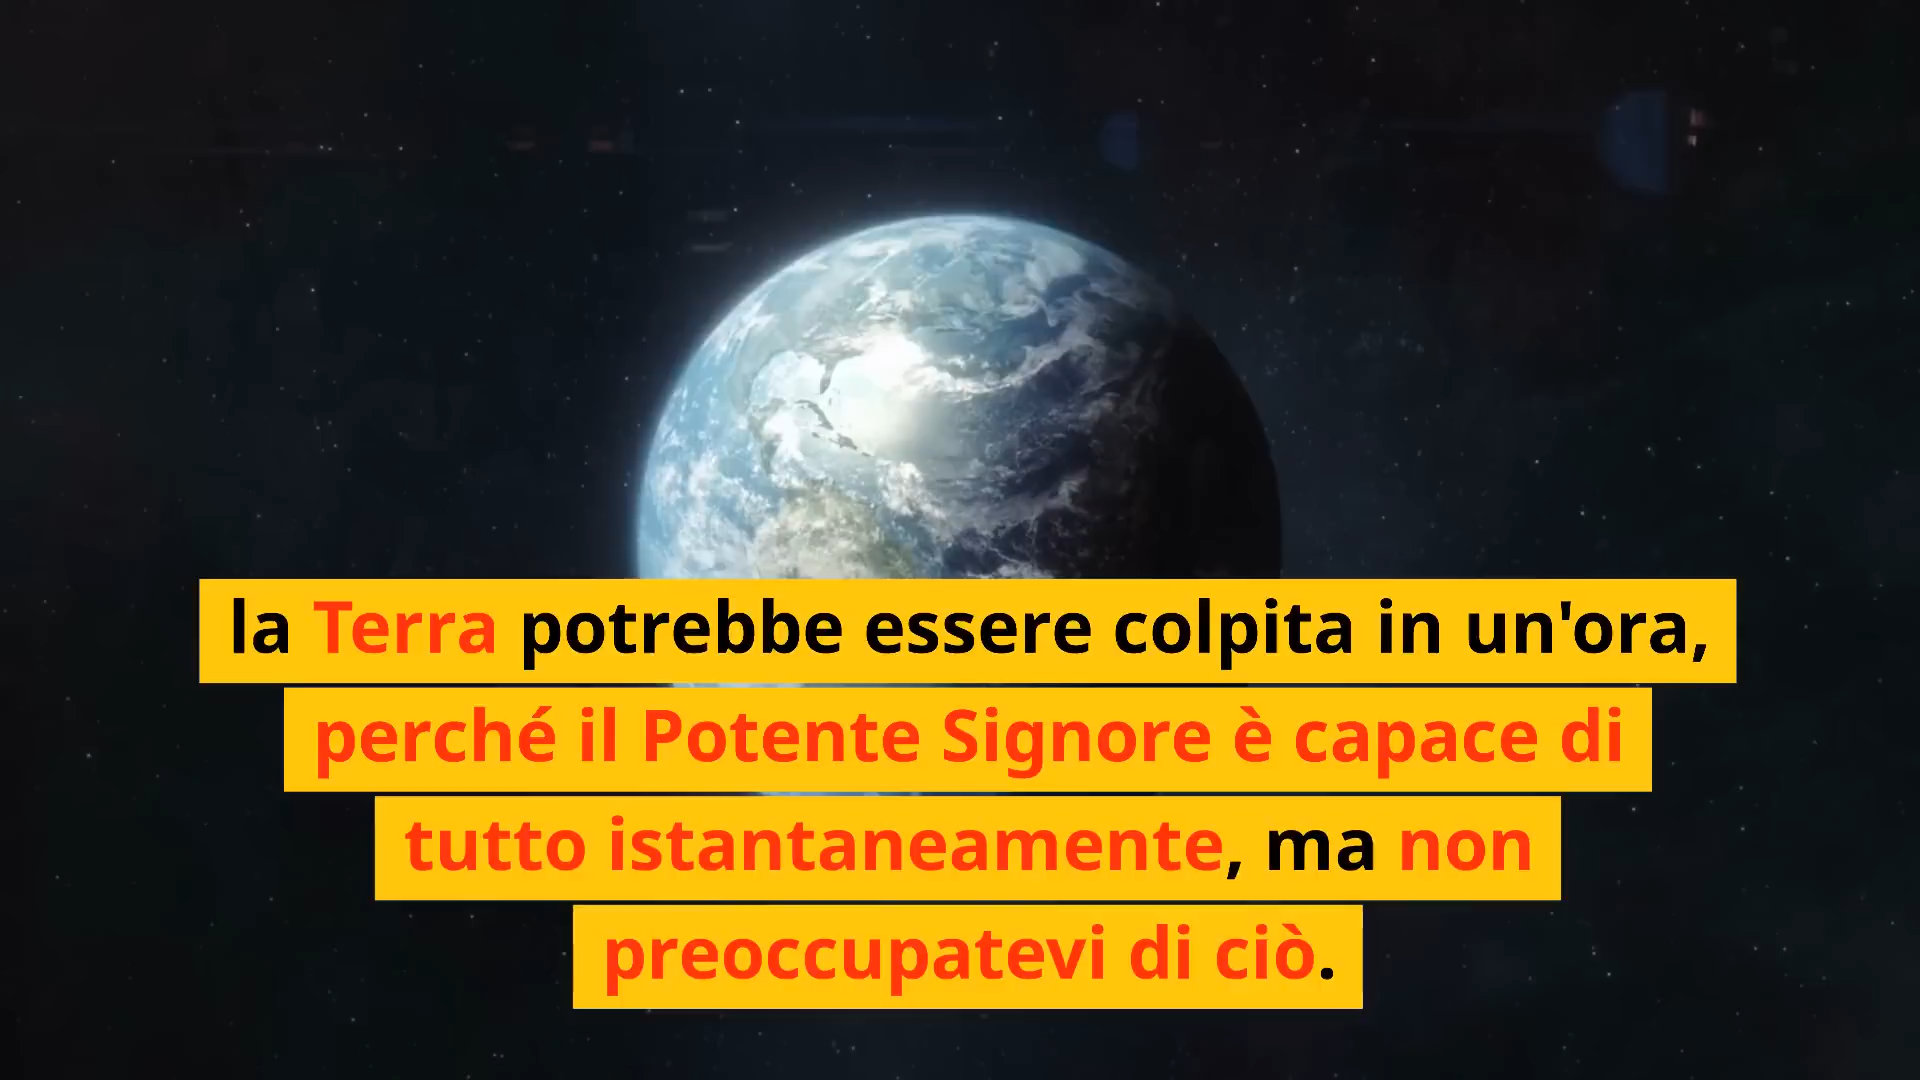 la Terra potrebbe essere colpita in un'ora,
perché il Potente Signore è capace di
tutto istantaneamente, ma non
preoccupatevi di ciò.